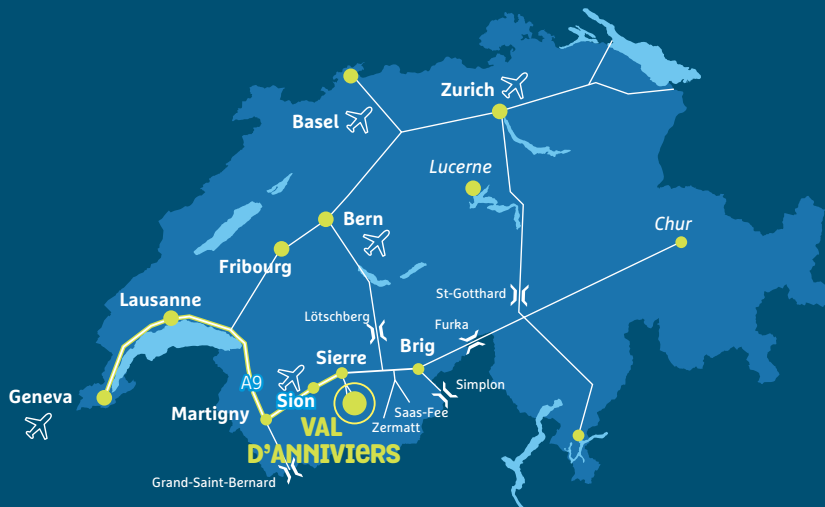 Zurich
Basel
Lucerne
Bern
Chur
Fribourg
St-Gotthard
Lausanne
Lötschberg
Furka
Brig
Sierre
A9
Simplon
Geneva
Sion
Martigny
Saas-Fee
Zermatt
VAL
D'ANNIVIERS
Grand-Saint-Bernard